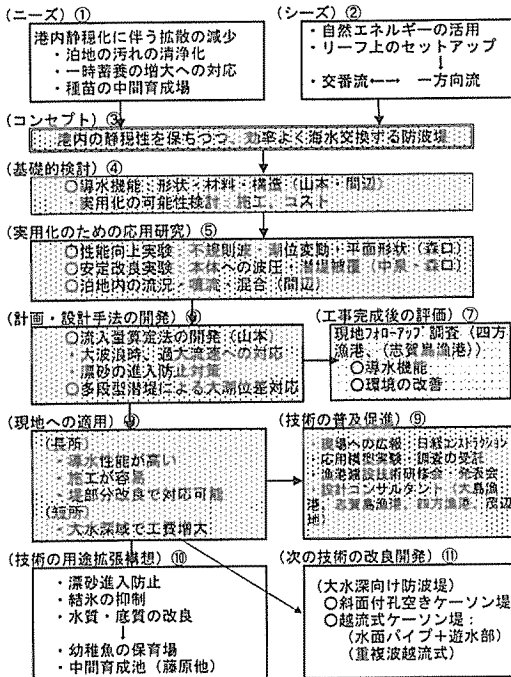 (ニーズ) ①
港内静穏化に伴う拡散の減少
・泊地の汚れの清浄化
・一時蓄養の増大への対応
・種苗の中間育成場
(シーズ) ②
・自然エネルギーの活用
・リーフ上のセットアップ
↓
・交番流←→ 一方向流
(コンセプト) ③
港内の静穏性を保ちつつ、効率よく海水交換する防波堤
(基礎的検討) ④
○導水機能:形状・材料・構造(山本・間辺)
・実用化の可能性検討:施工、コスト
(実用化のための応用研究) ⑤
○性能向上実験:不規則波・潮位変動・平面形状(森口)
○安定改良実験:本体への波圧・潜堤被覆(中泉・森口)
○泊地内の流況・噴流・混合(間辺)
(計画・設計手法の開発)
○流入量算定法の開発(山本)
・大波浪時、過大流速への対応
・漂砂の進入防止対策
○多段型潜堤による大潮位差対応
(工事完成後の評価) ⑦
現地フォローアップ調査(四方
漁港、(志賀島漁港))
○導水機能
○環境の改善
(現地への適用)
(長所)
・導水性能が高い
・施工が容易
・堤部分改良で対応可能
(短所)
・大水深域で工費増大
(技術の普及促進) ⑨
・現場への広報:日経コンストラクション
・応用模型実験・調査の受託
・漁港建設技術研修会・発表会
・設計コンサルタント(大島漁
港、志賀島漁港、四方漁港、茂辺
地)
(技術の用途拡張構想) ⑩
・漂砂進入防止
・結氷の抑制
・水質・底質の改良
↓
・幼稚魚の保育場
・中間育成池(藤原他)
(次の技術の改良開発) ⑪
(大水深向け防波堤)
○斜面付孔空きケーソン堤
○越流式ケーソン堤:
(水面パイプ+遊水部)
(重複波越流式)